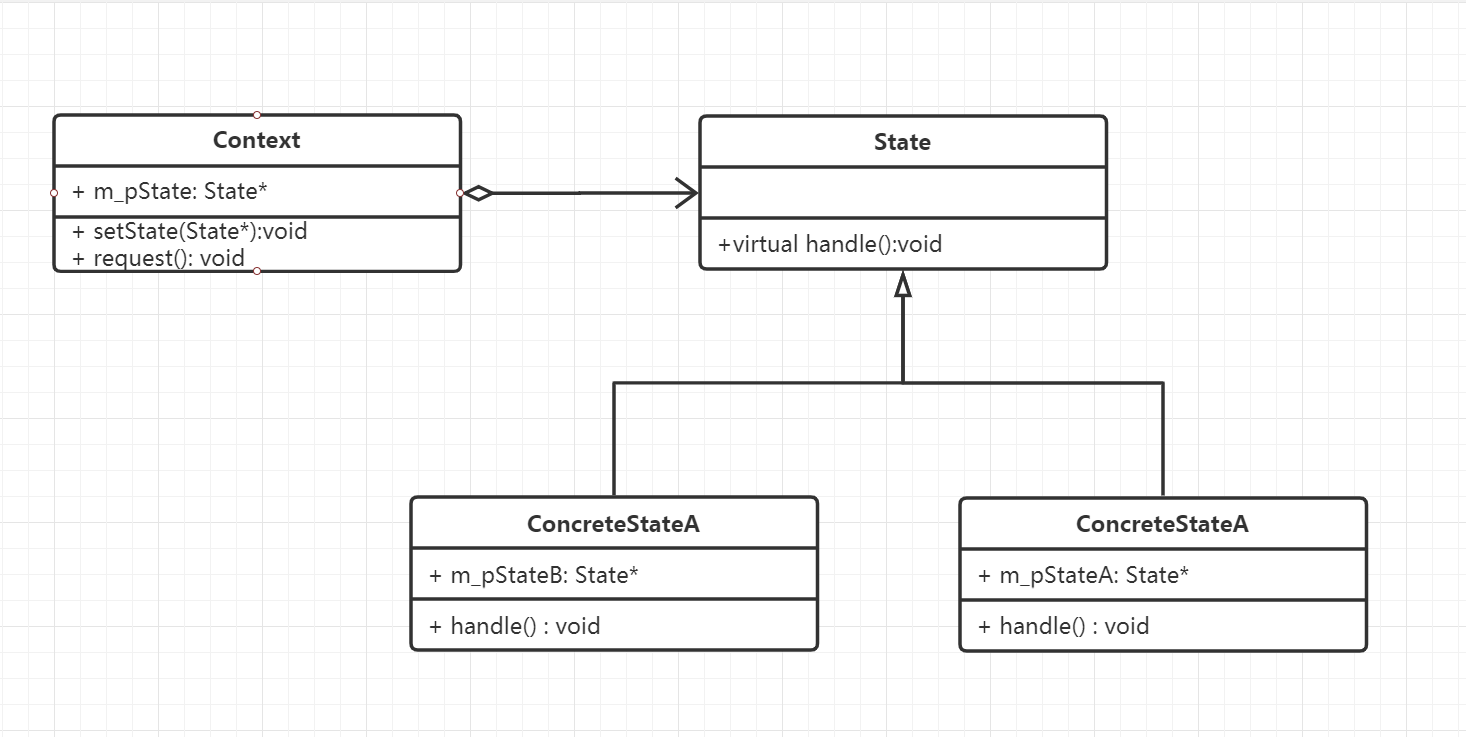 Context
+ m_pState: State*
+ setState(State*):void
+ request(): void
State
+virtual handle():void
ConcreteStateA
+ m_pStateB: State*
+ handle() : void
ConcreteStateA
+ m_pStateA: State*
+ handle() : void